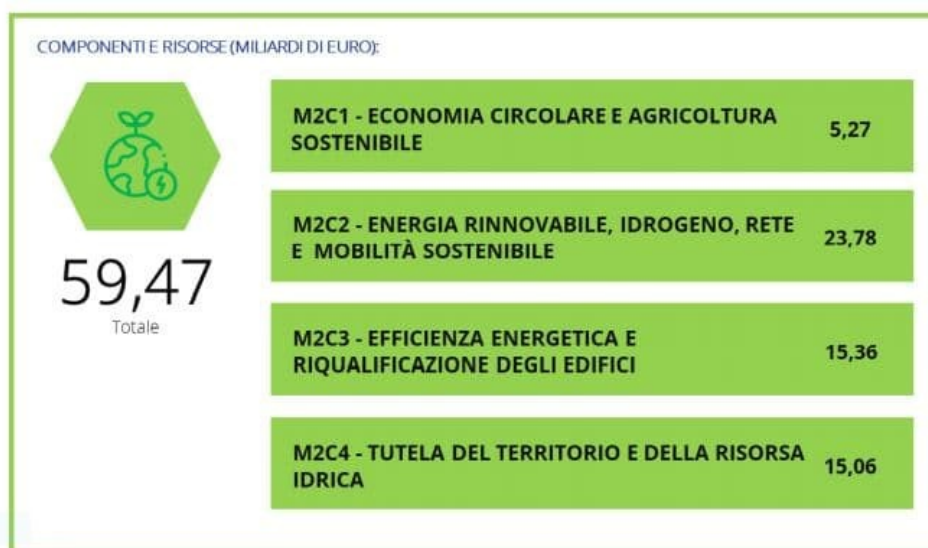 COMPONENTI E RISORSE (MILIARDI DI EURO):
59,47
Totale
M2C1 - ECONOMIA CIRCOLARE E AGRICOLTURA
SOSTENIBILE
5,27
M2C2 - ENERGIA RINNOVABILE, IDROGENO, RETE
E MOBILITÀ SOSTENIBILE
23,78
M2C3 - EFFICIENZA ENERGETICA E
RIQUALIFICAZIONE DEGLI EDIFICI
15,36
M2C4 - TUTELA DEL TERRITORIO E DELLA RISORSA
IDRICA
15,06